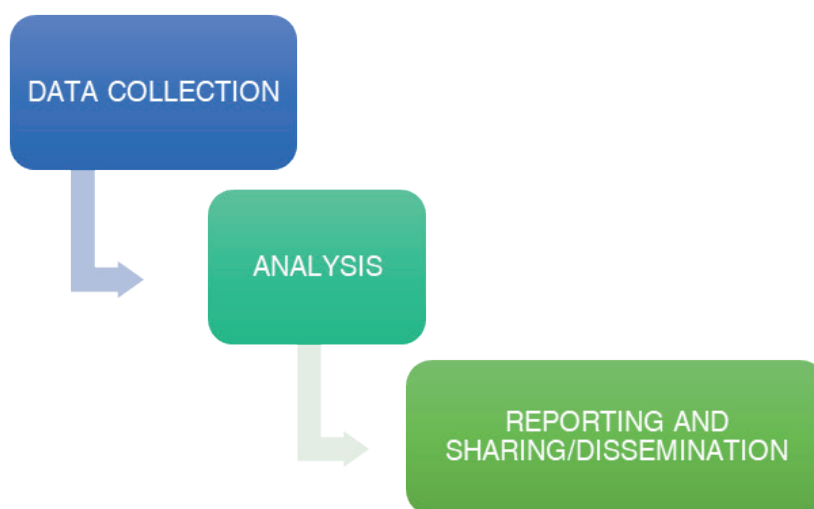 DATA COLLECTION
ANALYSIS
REPORTING AND
SHARING/DISSEMINATION